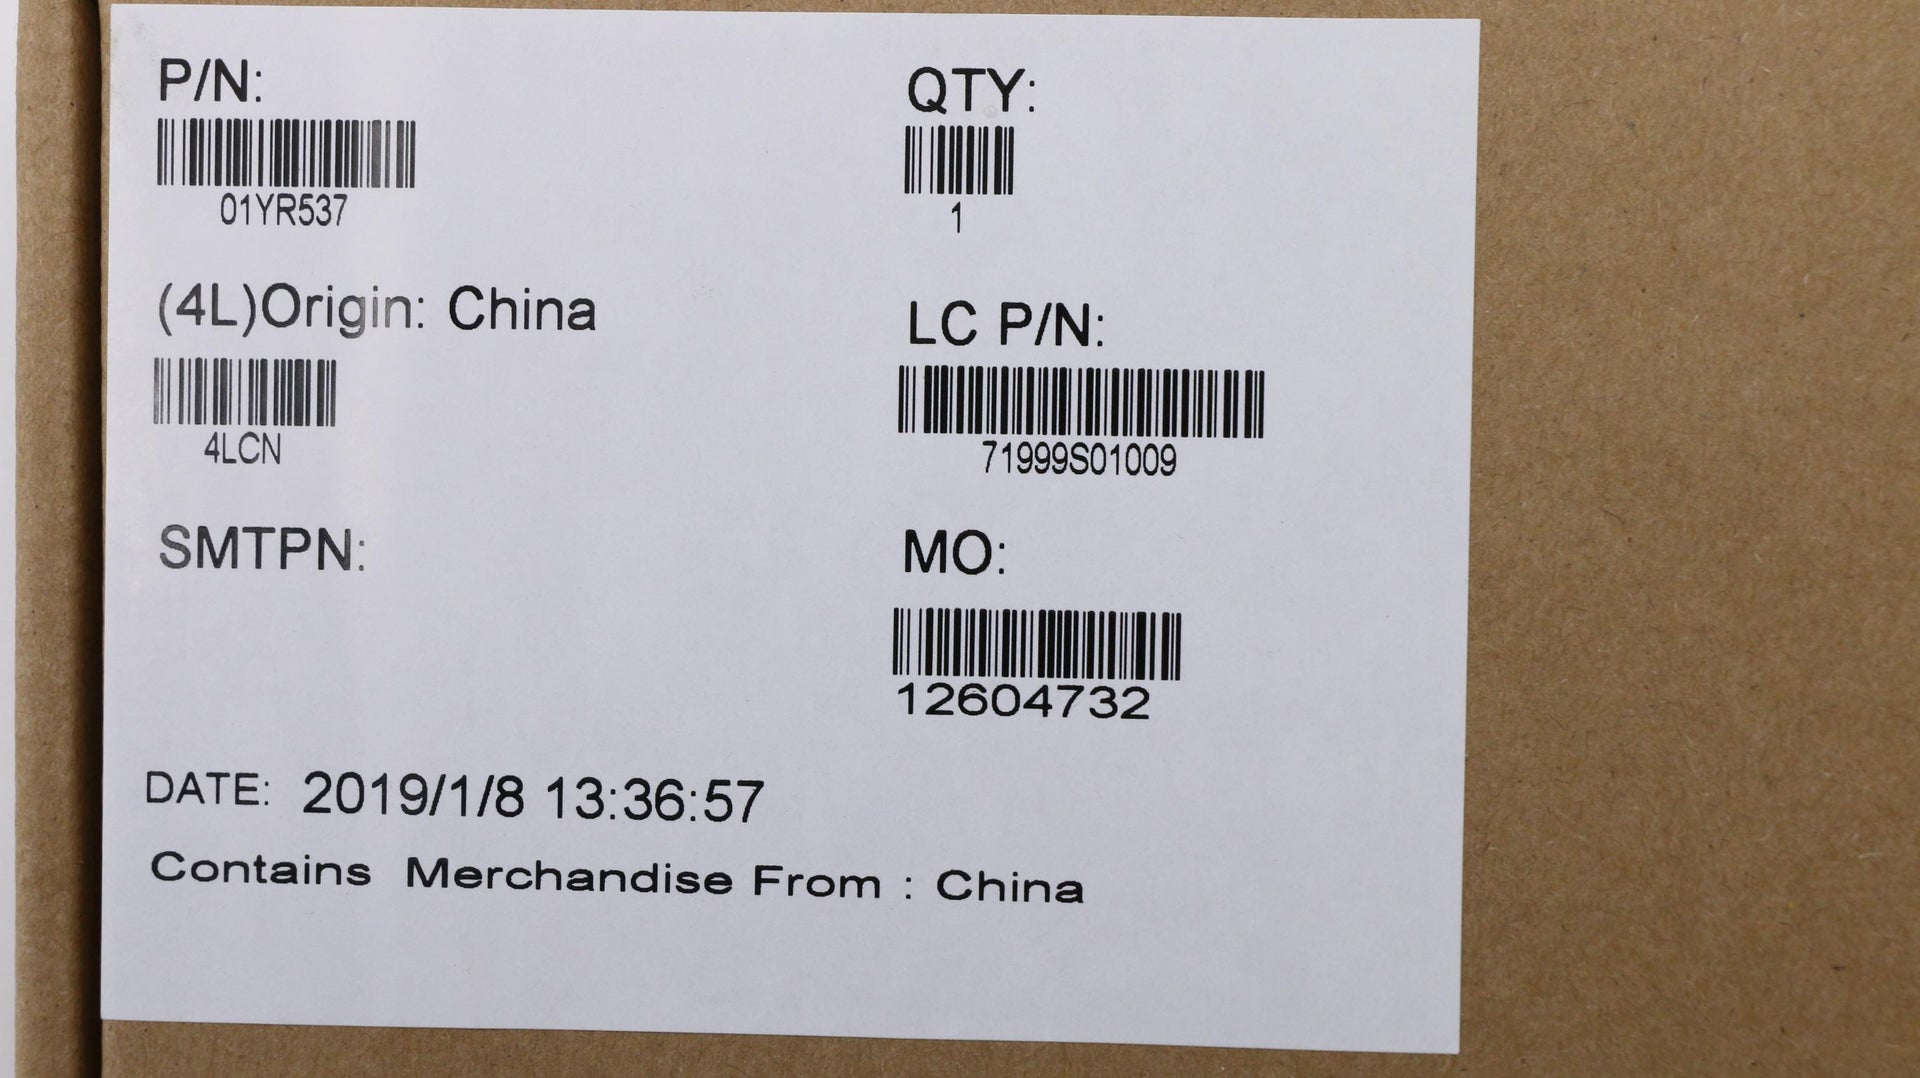 P/N:
01YR537
QTY:
1
(4L)Origin: China
4LCN
LC P/N:
71999S01009
SMTPN:
MO:
12604732
DATE: 2019/1/8 13:36:57
Contains Merchandise From : China